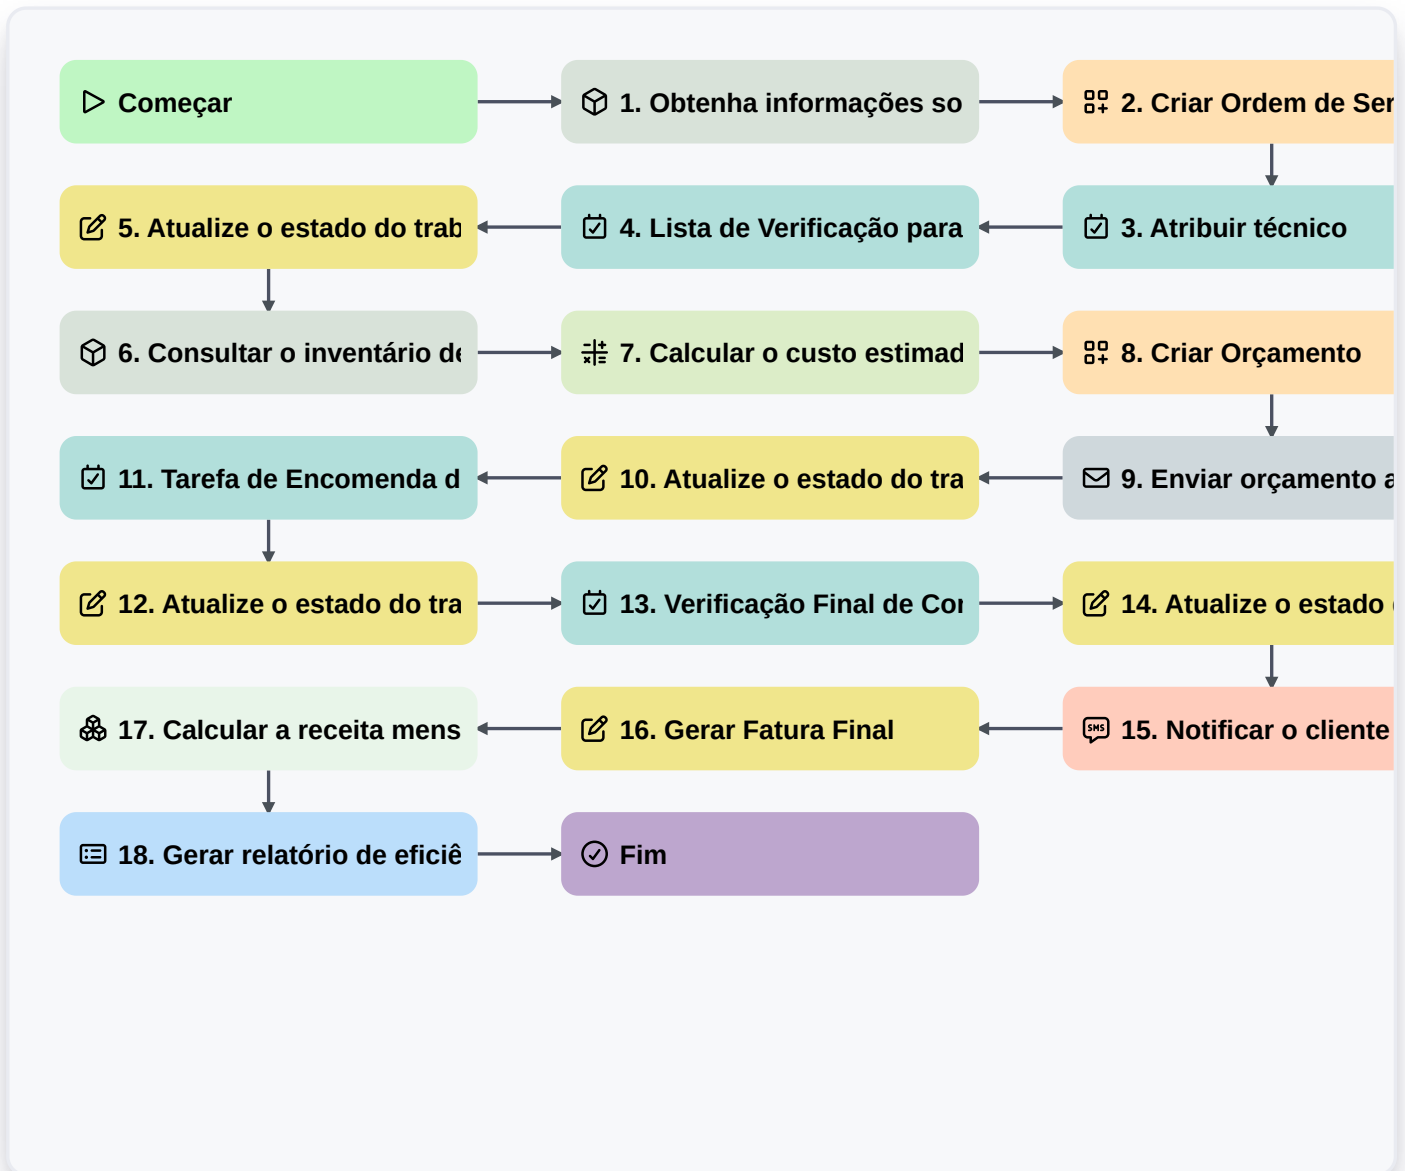 Começar
1. Obtenha informações so
2. Criar Ordem de Ser
5. Atualize o estado do trab
4. Lista de Verificação para
3. Atribuir técnico
6. Consultar o inventário de
7. Calcular o custo estimad
8. Criar Orçamento
11. Tarefa de Encomenda d
10. Atualize o estado do tra
9. Enviar orçamento a
12. Atualize o estado do tra
13. Verificação Final de Con
14. Atualize o estado
17. Calcular a receita mens
16. Gerar Fatura Final
SMS
15. Notificar o cliente
18. Gerar relatório de eficiê
Fim